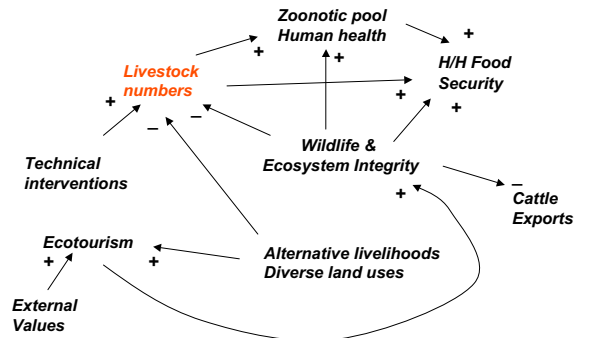 Zoonotic pool
Human health
+
+
+
H/H Food
Security
Livestock
numbers
+
+
+
–
–
Wildlife &
Ecosystem Integrity
Technical
interventions
+
–
Cattle
Exports
Ecotourism
+
+
Alternative livelihoods
Diverse land uses
External
Values